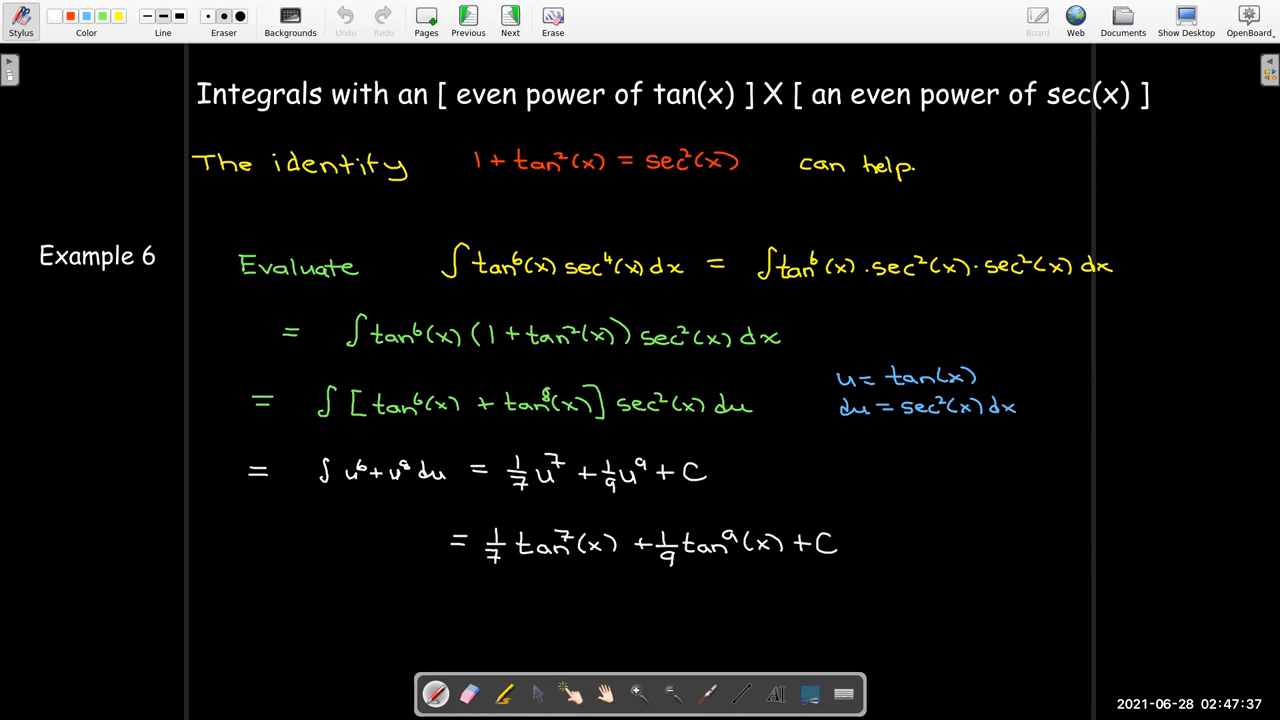 Stylus Color Line Eraser Backgrounds Undo Redo Pages Previous Next Erase Board Web Documents Show Desktop OpenBoard
Integrals with an [ even power of tan(x) ] X [ an even power of sec(x) ]
The identity 1 + tan²(x) = sec²(x) can help.
Example 6 Evaluate ∫tan⁶(x) sec⁴(x) dx = ∫tan⁶(x) · sec²(x) · sec²(x) dx
= ∫tan⁶(x) (1 + tan²(x)) sec²(x) dx
u = tan(x)
= ∫ [tan⁶(x) + tan⁸(x)] sec²(x) du
du = sec²(x) dx
= ∫ u⁶ + u⁸ du = 1/7 u⁷ + 1/9 u⁹ + C
= 1/7 tan⁷(x) + 1/9 tan⁹(x) + C
AI
2021-06-28 02:47:37